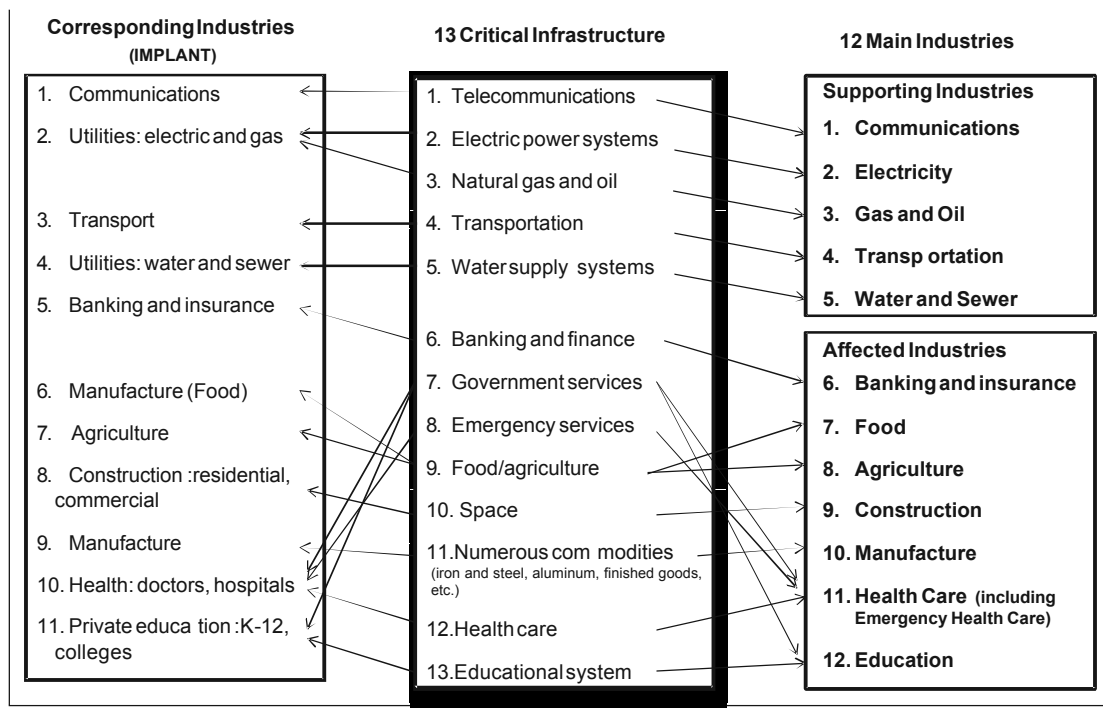 Corresponding Industries
(IMPLANT)
1. Communications
2. Utilities: electric and gas
3. Transport
4. Utilities: water and sewer
5. Banking and insurance
6. Manufacture (Food)
7. Agriculture
8. Construction :residential,
commercial
9. Manufacture
10. Health: doctors, hospitals
11. Private educa tion :K-12,
colleges
13 Critical Infrastructure
1. Telecommunications
2. Electric power systems
3. Natural gas and oil
4. Transportation
5. Water supply systems
6. Banking and finance
7. Government services
8. Emergency services
9. Food/agriculture
10. Space
11.Numerous com modities
(iron and steel, aluminum, finished goods,
etc.)
12.Health care
13.Educational system
12 Main Industries
Supporting Industries
1. Communications
2. Electricity
3. Gas and Oil
4. Transp ortation
5. Water and Sewer
Affected Industries
6. Banking and insurance
7. Food
8. Agriculture
9. Construction
10. Manufacture
11. Health Care (including
Emergency Health Care)
12. Education